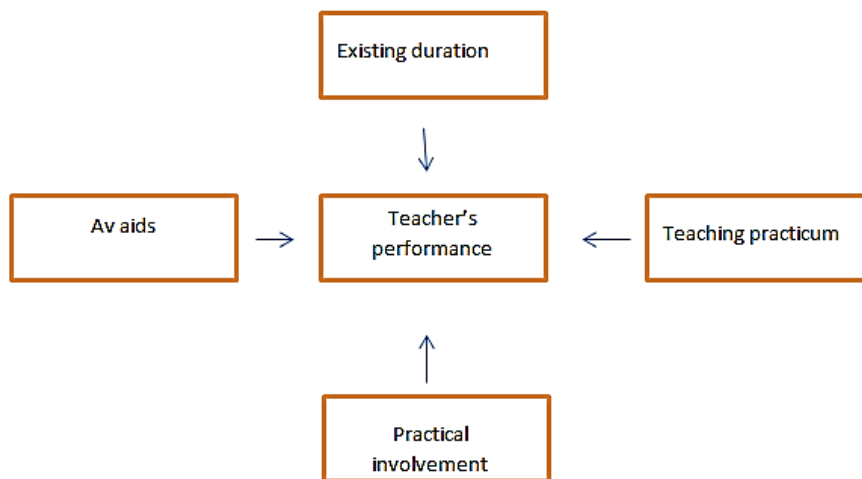 Existing duration
Av aids
Teacher's
performance
Teaching practicum
Practical
involvement